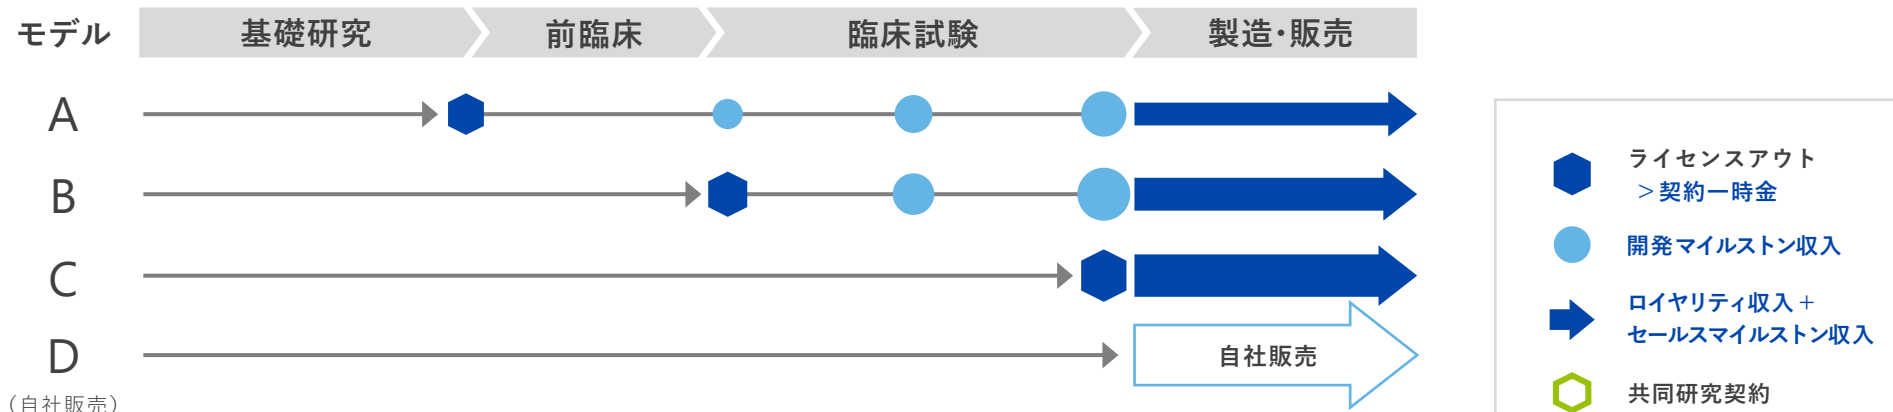 モデル 基礎研究 前臨床 臨床試験 製造・販売
A
B
C
D
（自社販売）
自社販売
ライセンスアウト
＞契約一時金
開発マイルストン収入
ロイヤリティ収入＋
セールスマイルストン収入
共同研究契約